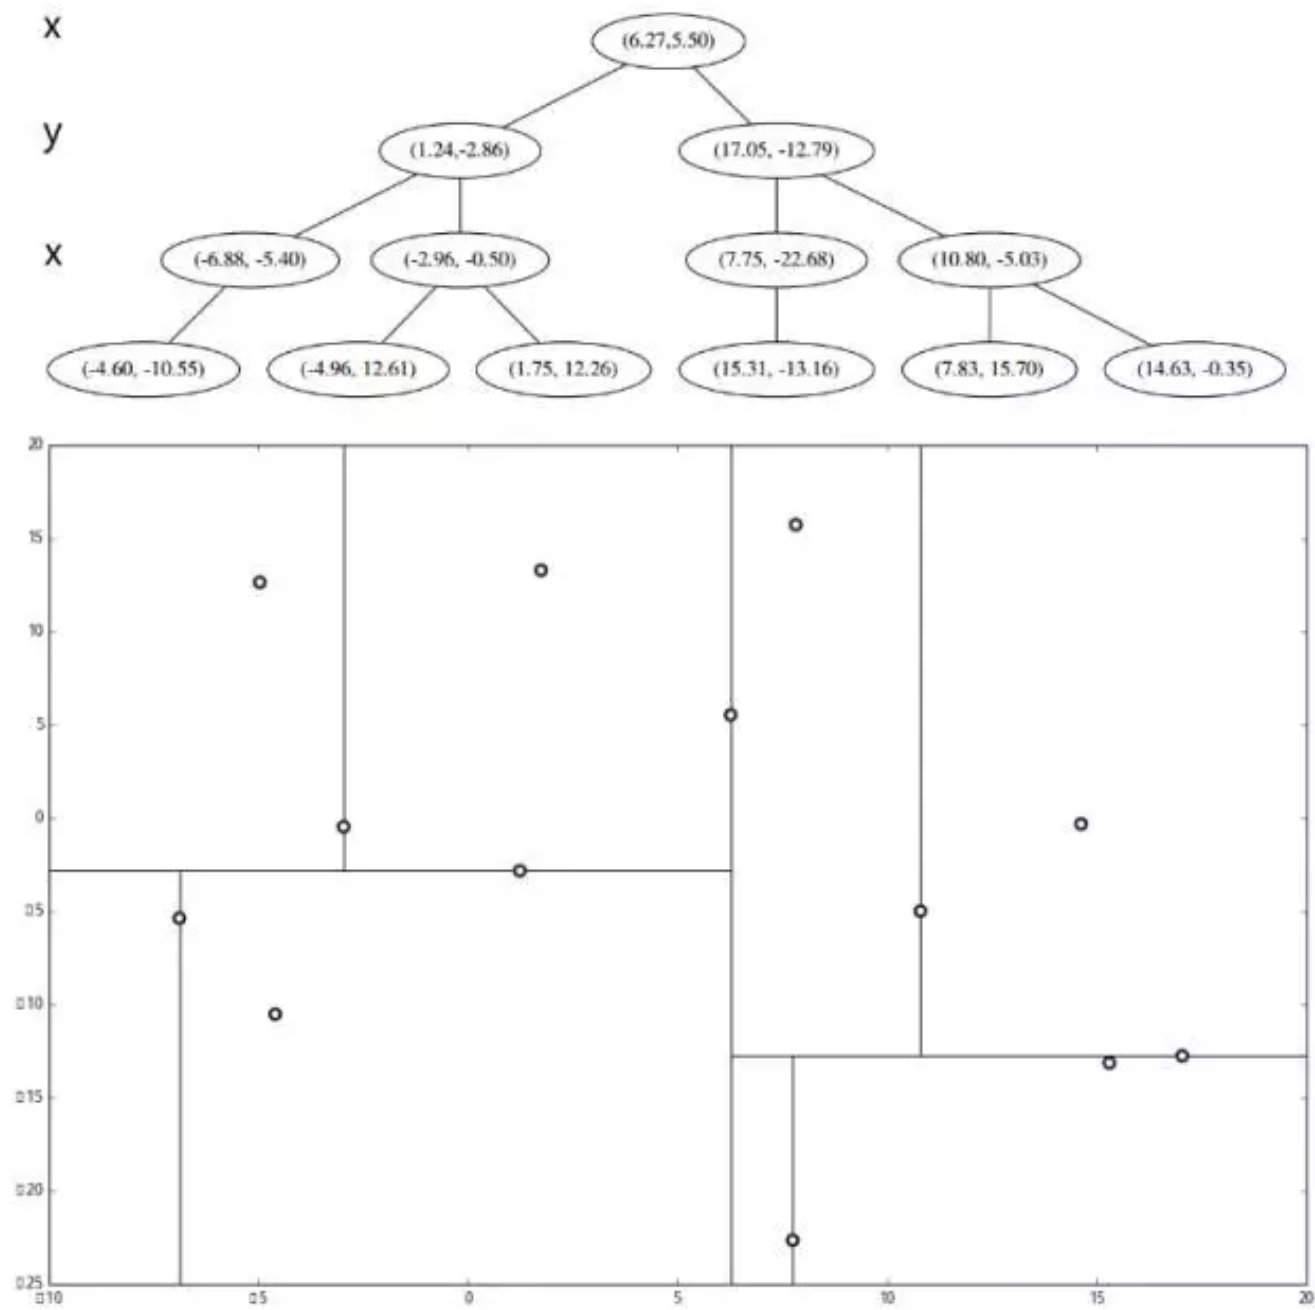 x
(6.27,5.50)
y
(1.24,-2.86) (17.05, -12.79)
x
(-6.88, -5.40) (-2.96, -0.50) (7.75, -22.68) (10.80, -5.03)
(-4.60, -10.55) (-4.96, 12.61) (1.75, 12.26) (15.31, -13.16) (7.83, 15.70) (14.63, -0.35)
20
15
10
5
0
□5
□10
□15
□20
□25
□10 □5 0 5 10 15 20